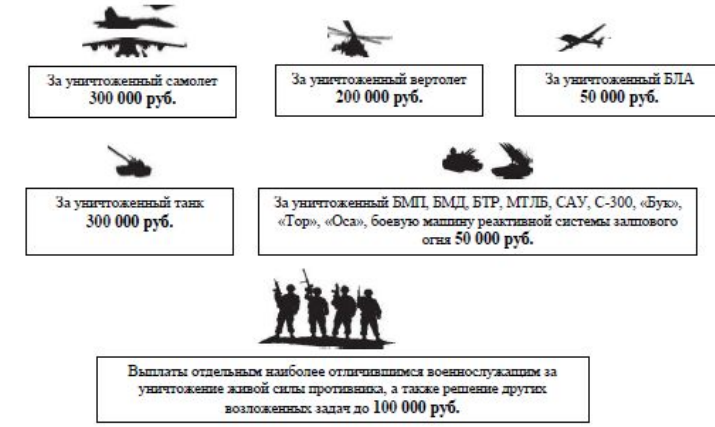 За уничтоженный самолет
300 000 руб.
За уничтоженный вертолет
200 000 руб.
За уничтоженный БЛА
50 000 руб.
За уничтоженный танк
300 000 руб.
За уничтоженный БМП, БМД, БТР, МТЛБ, САУ, С-300, «Бук»,
«Тор», «Оса», боевую машину реактивной системы залпового
огня 50 000 руб.
Выплаты отдельным наиболее отличившимся военнослужащим за
уничтожение живой силы противника, а также решение других
возложенных задач до 100 000 руб.